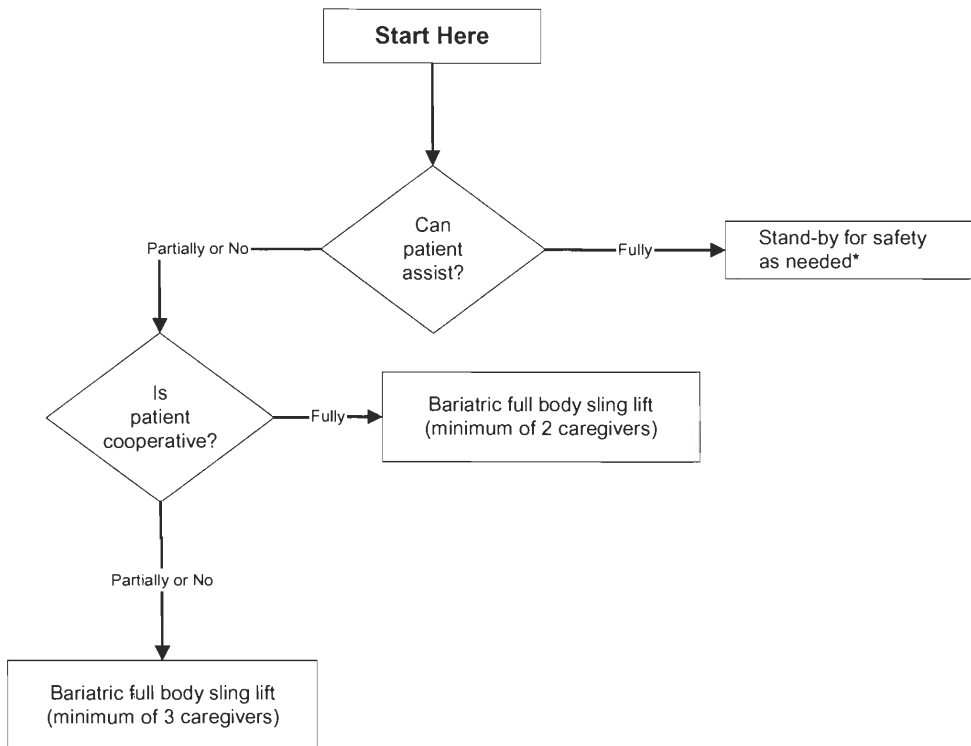 Start Here
Can
patient
assist?
Partially or No
Fully
Stand-by for safety
as needed*
Is
patient
cooperative?
Fully
Bariatric full body sling lift
(minimum of 2 caregivers)
Partially or No
Bariatric full body sling lift
(minimum of 3 caregivers)